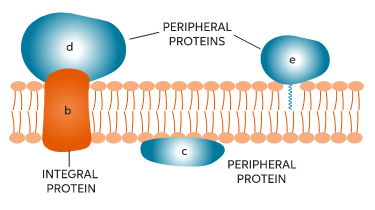 PERIPHERAL
PROTEINS
d
e
b
c
INTEGRAL
PROTEIN
PERIPHERAL
PROTEIN